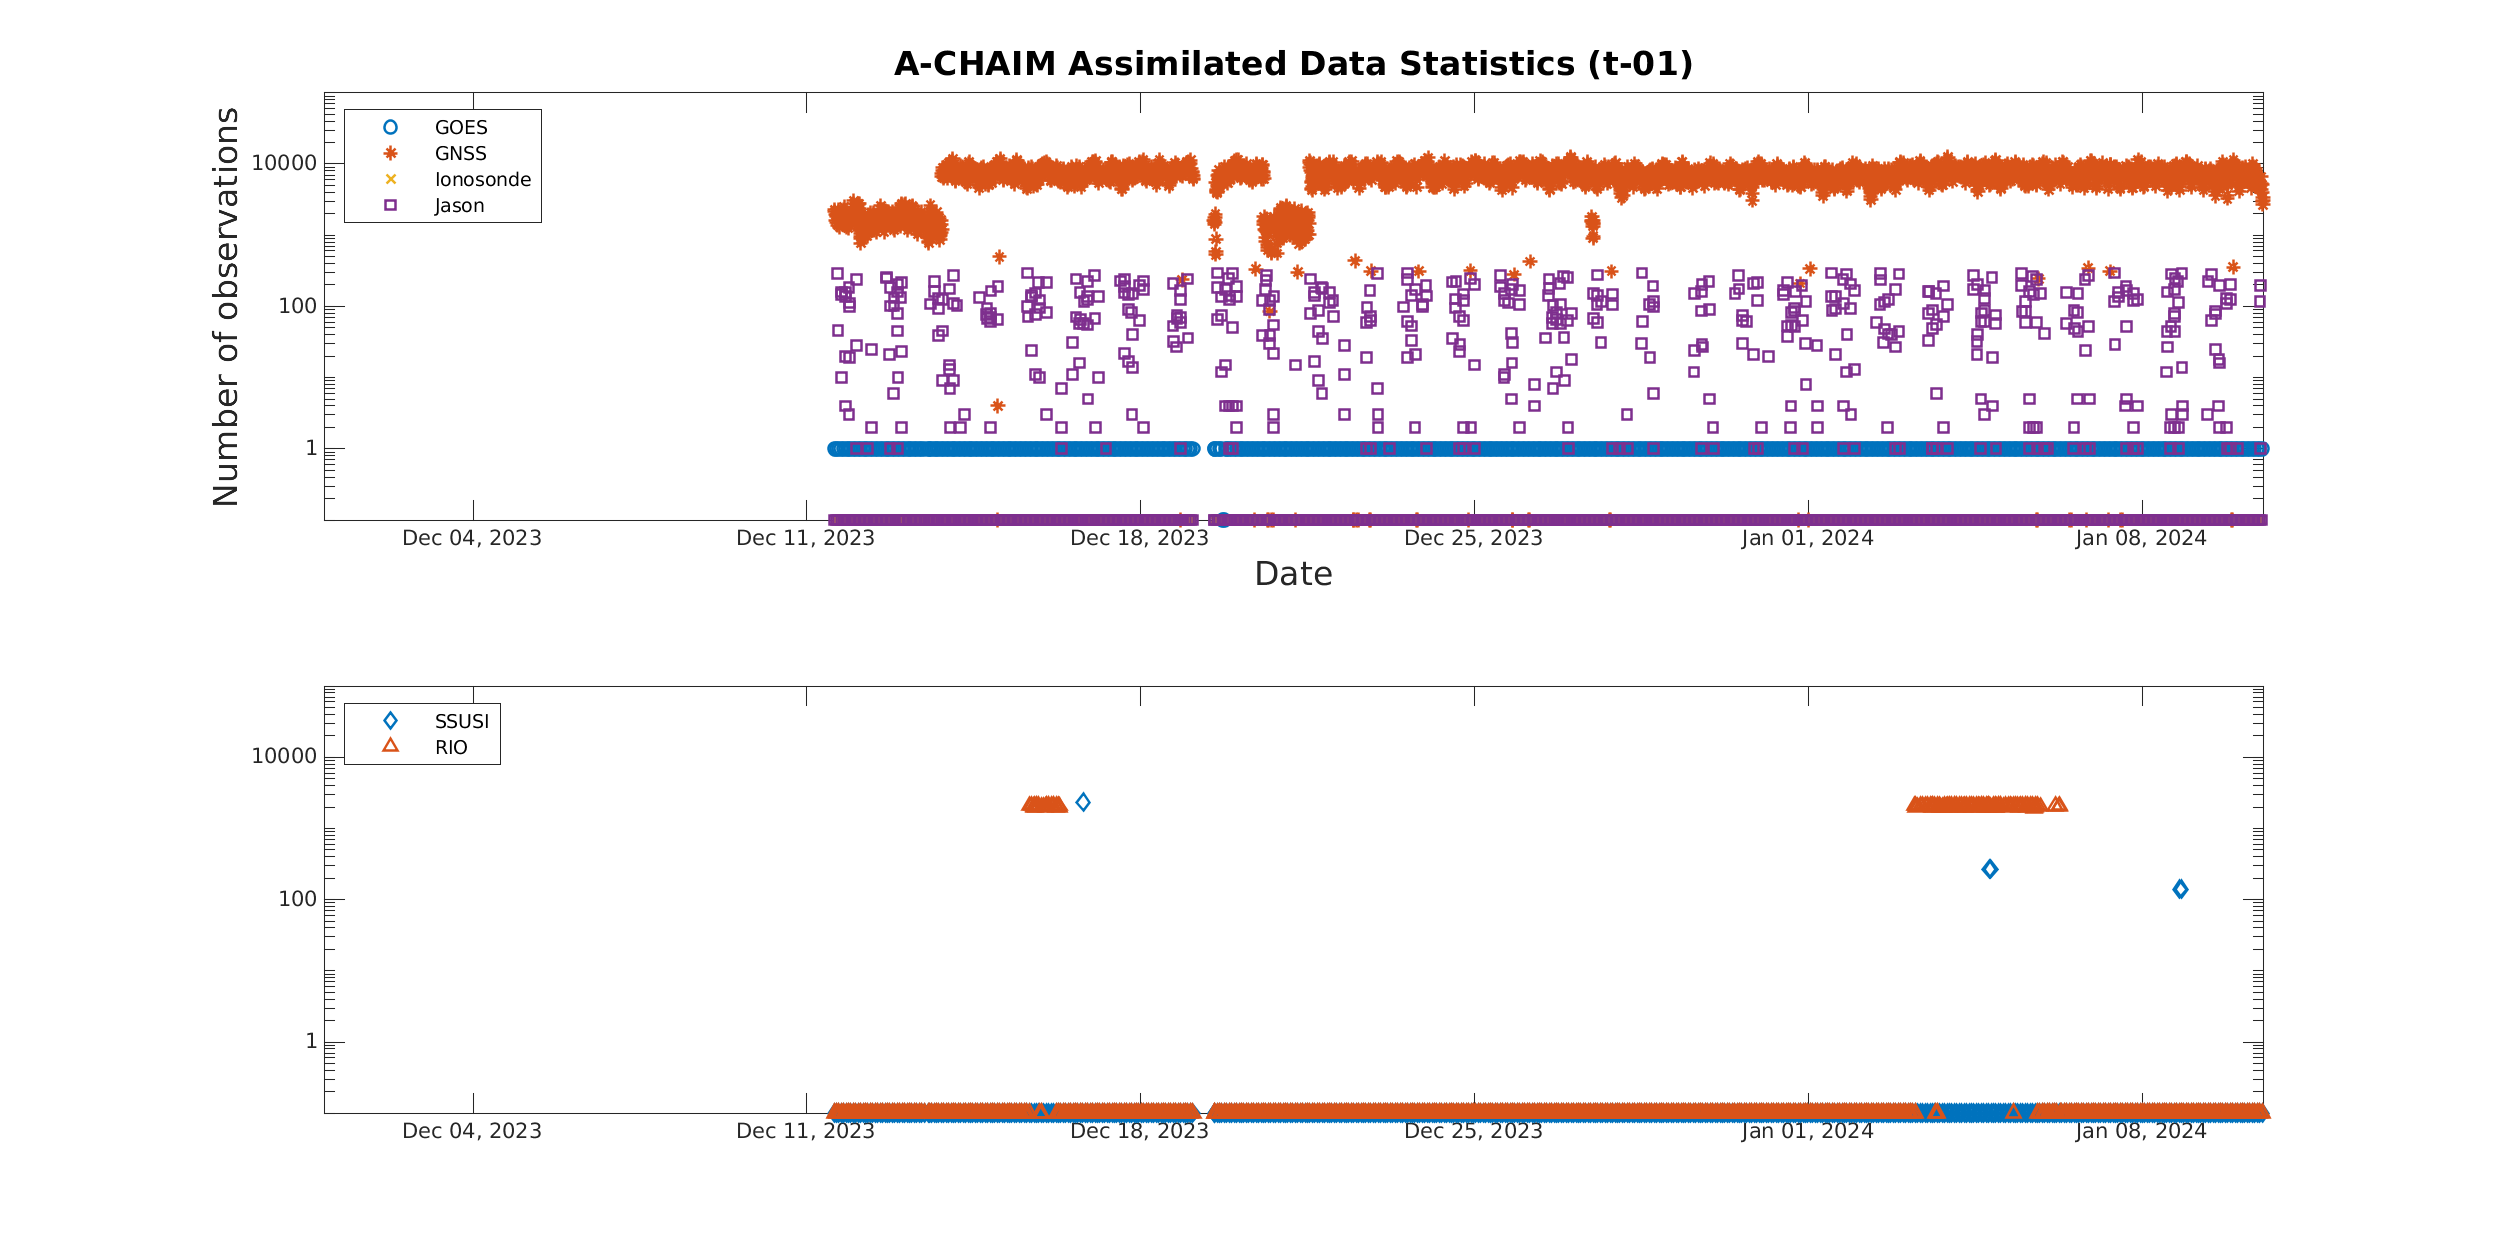 A-CHAIM Assimilated Data Statistics (t-01)
Number of observations
10000
100
1
GOES
GNSS
Ionosonde
Jason
Dec 04, 2023
Dec 11, 2023
Dec 18, 2023
Dec 25, 2023
Jan 01, 2024
Jan 08, 2024
Date
10000
100
1
SSUSI
RIO
Dec 04, 2023
Dec 11, 2023
Dec 18, 2023
Dec 25, 2023
Jan 01, 2024
Jan 08, 2024